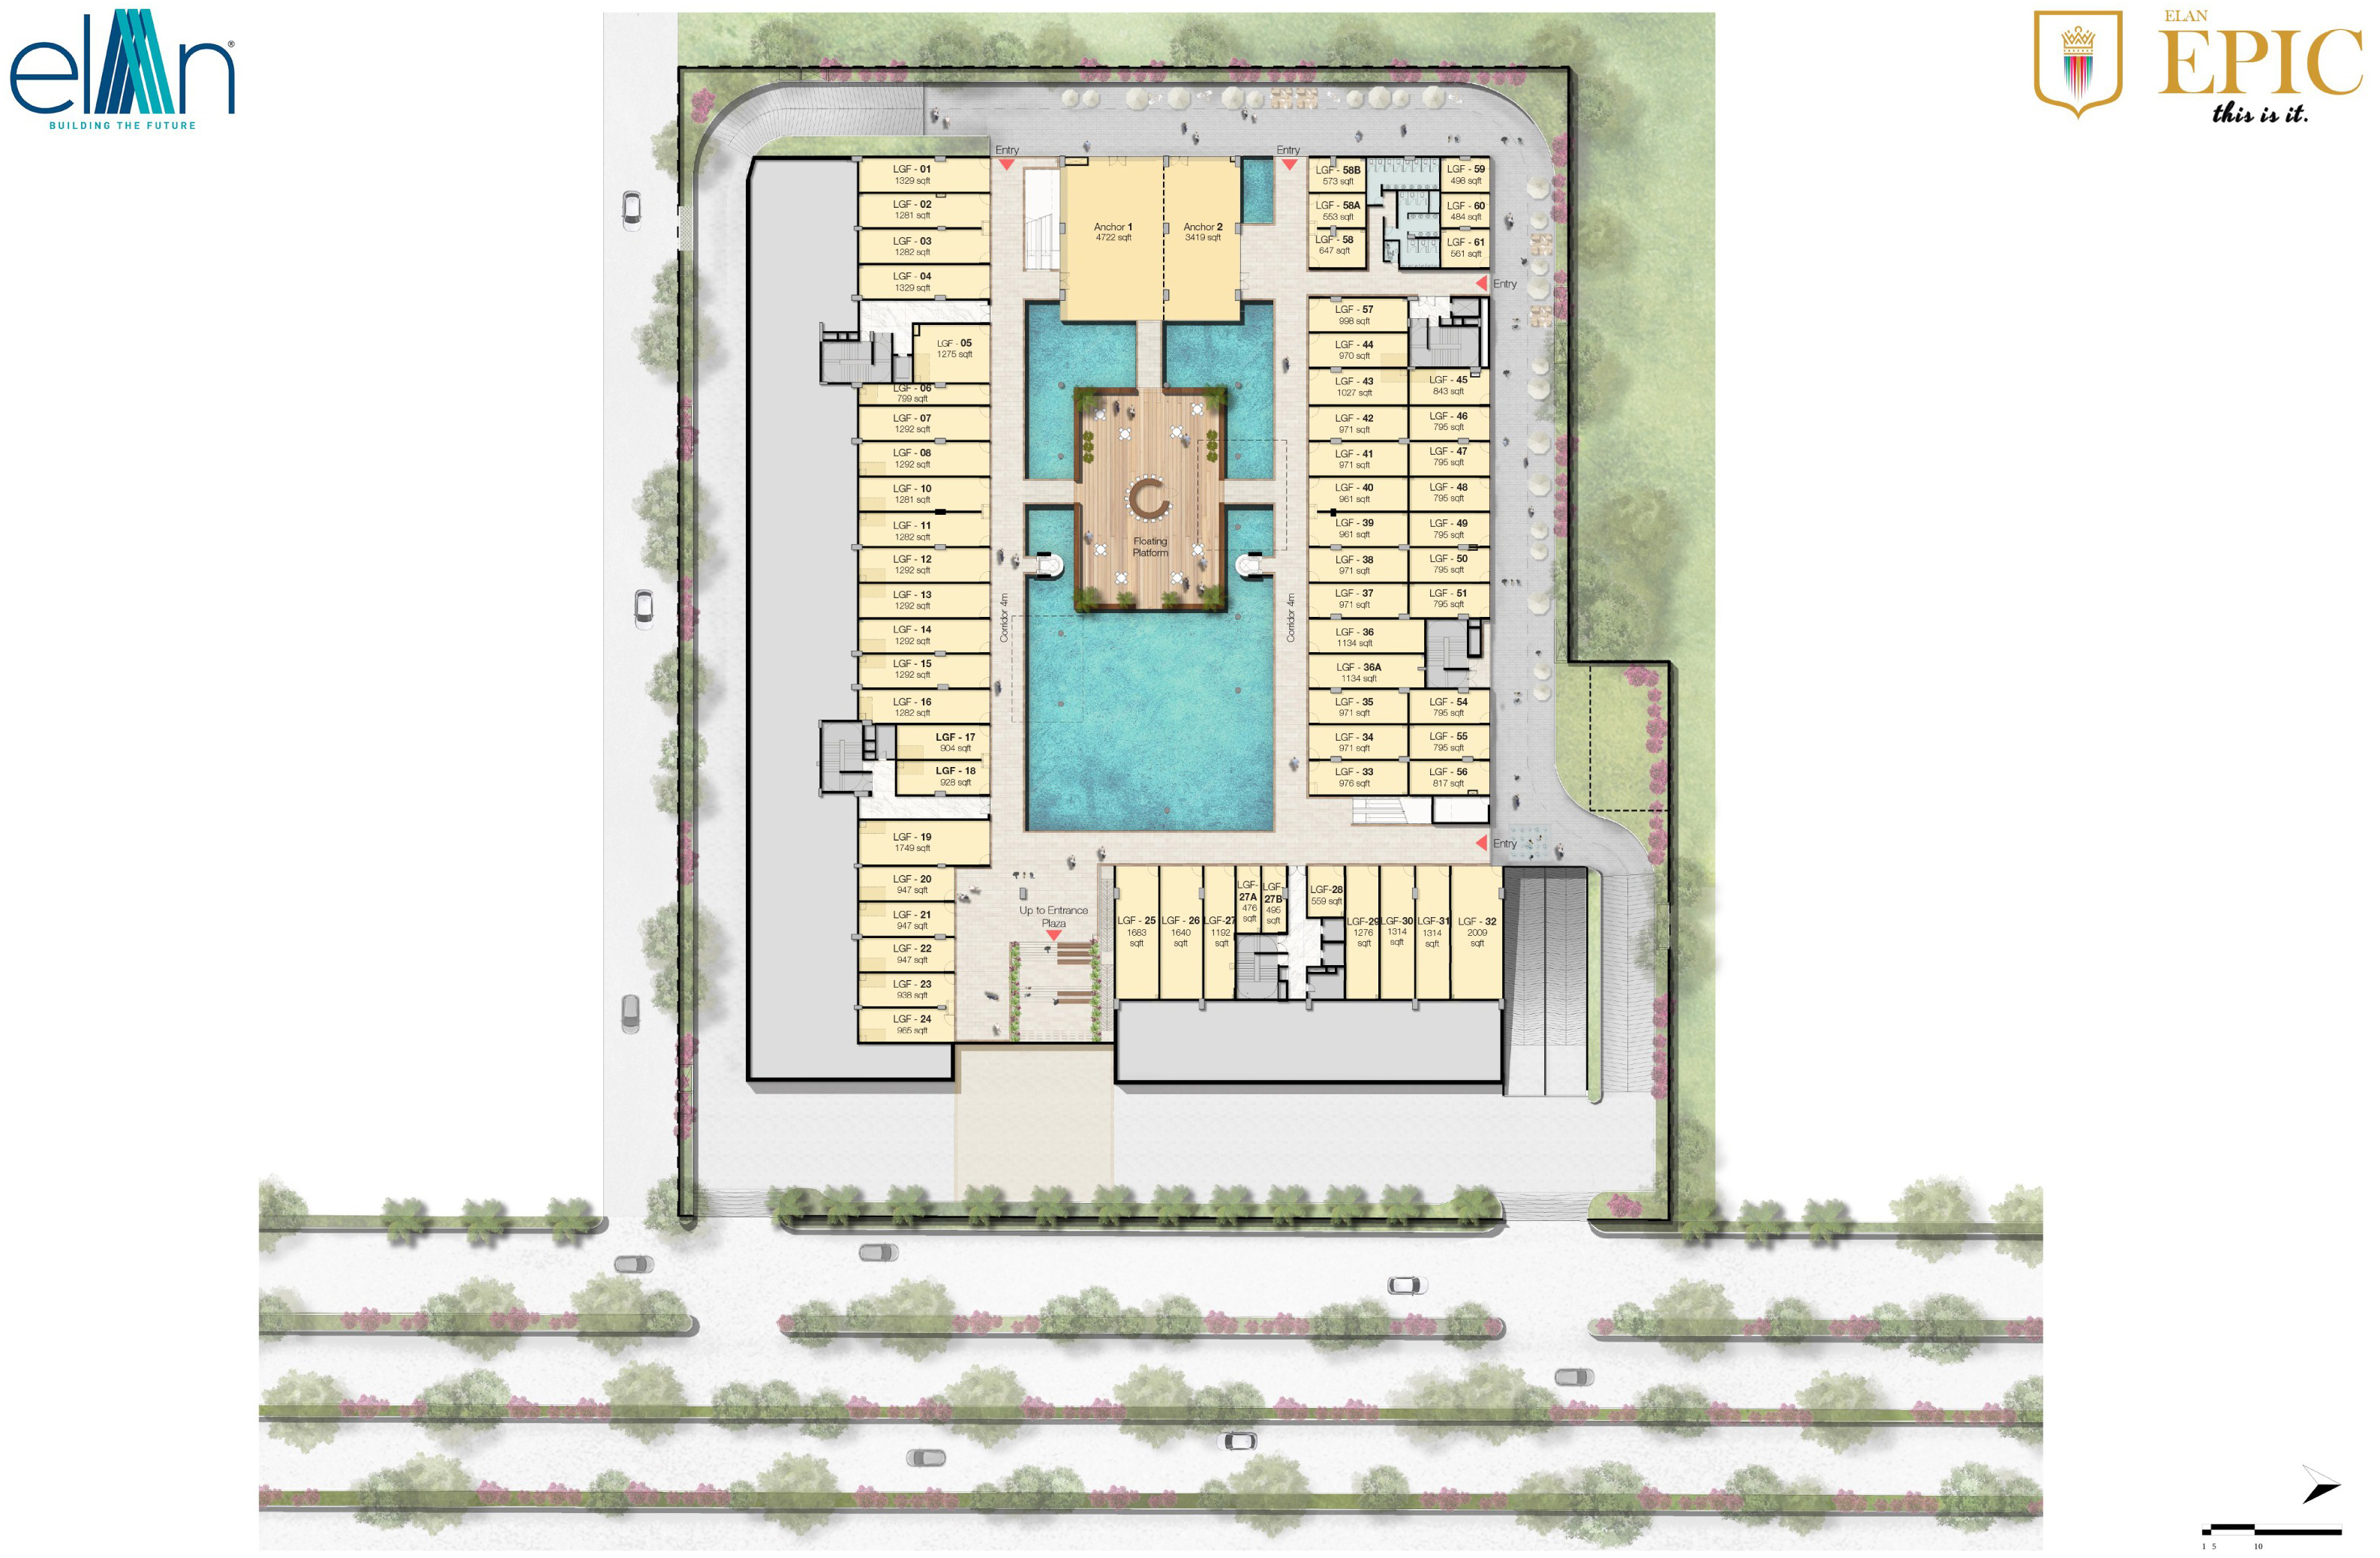 elan®
BUILDING THE FUTURE
ELAN
EPIC
this is it.
Entry
Entry
LGF - 01
1329 sqft
LGF - 02
1281 sqft
LGF - 03
1282 sqft
LGF - 04
1329 sqft
LGF - 05
1275 sqft
LGF - 06
799 sqft
LGF - 07
1292 sqft
LGF - 08
1292 sqft
LGF - 10
1281 sqft
LGF - 11
1282 sqft
LGF - 12
1292 sqft
LGF - 13
1292 sqft
LGF - 14
1292 sqft
LGF - 15
1292 sqft
LGF - 16
1282 sqft
LGF - 17
904 sqft
LGF - 18
928 sqft
LGF - 19
1749 sqft
LGF - 20
947 sqft
LGF - 21
947 sqft
LGF - 22
947 sqft
LGF - 23
938 sqft
LGF - 24
965 sqft
Anchor 1
4722 sqft
Anchor 2
3419 sqft
Floating
Platform
Corridor 4m
Corridor 4m
Up to Entrance
Plaza
LGF - 58B
573 sqft
LGF - 58A
553 sqft
LGF - 58
647 sqft
LGF - 59
498 sqft
LGF - 60
484 sqft
LGF - 61
561 sqft
Entry
LGF - 57
998 sqft
LGF - 44
970 sqft
LGF - 43
1027 sqft
LGF - 45
843 sqft
LGF - 42
971 sqft
LGF - 46
795 sqft
LGF - 41
971 sqft
LGF - 47
795 sqft
LGF - 40
961 sqft
LGF - 48
795 sqft
LGF - 39
961 sqft
LGF - 49
795 sqft
LGF - 38
971 sqft
LGF - 50
795 sqft
LGF - 37
971 sqft
LGF - 51
795 sqft
LGF - 36
1134 sqft
LGF - 36A
1134 sqft
LGF - 35
971 sqft
LGF - 54
795 sqft
LGF - 34
971 sqft
LGF - 55
795 sqft
LGF - 33
976 sqft
LGF - 56
817 sqft
Entry
LGF - 25
1683
sqft
LGF - 26
1640
sqft
LGF-27
1192
sqft
LGF-
27A
476
sqft
LGF-
27B
495
sqft
LGF-28
559 sqft
LGF-29
1276
sqft
LGF-30
1314
sqft
LGF-31
1314
sqft
LGF - 32
2009
sqft
1 5 10